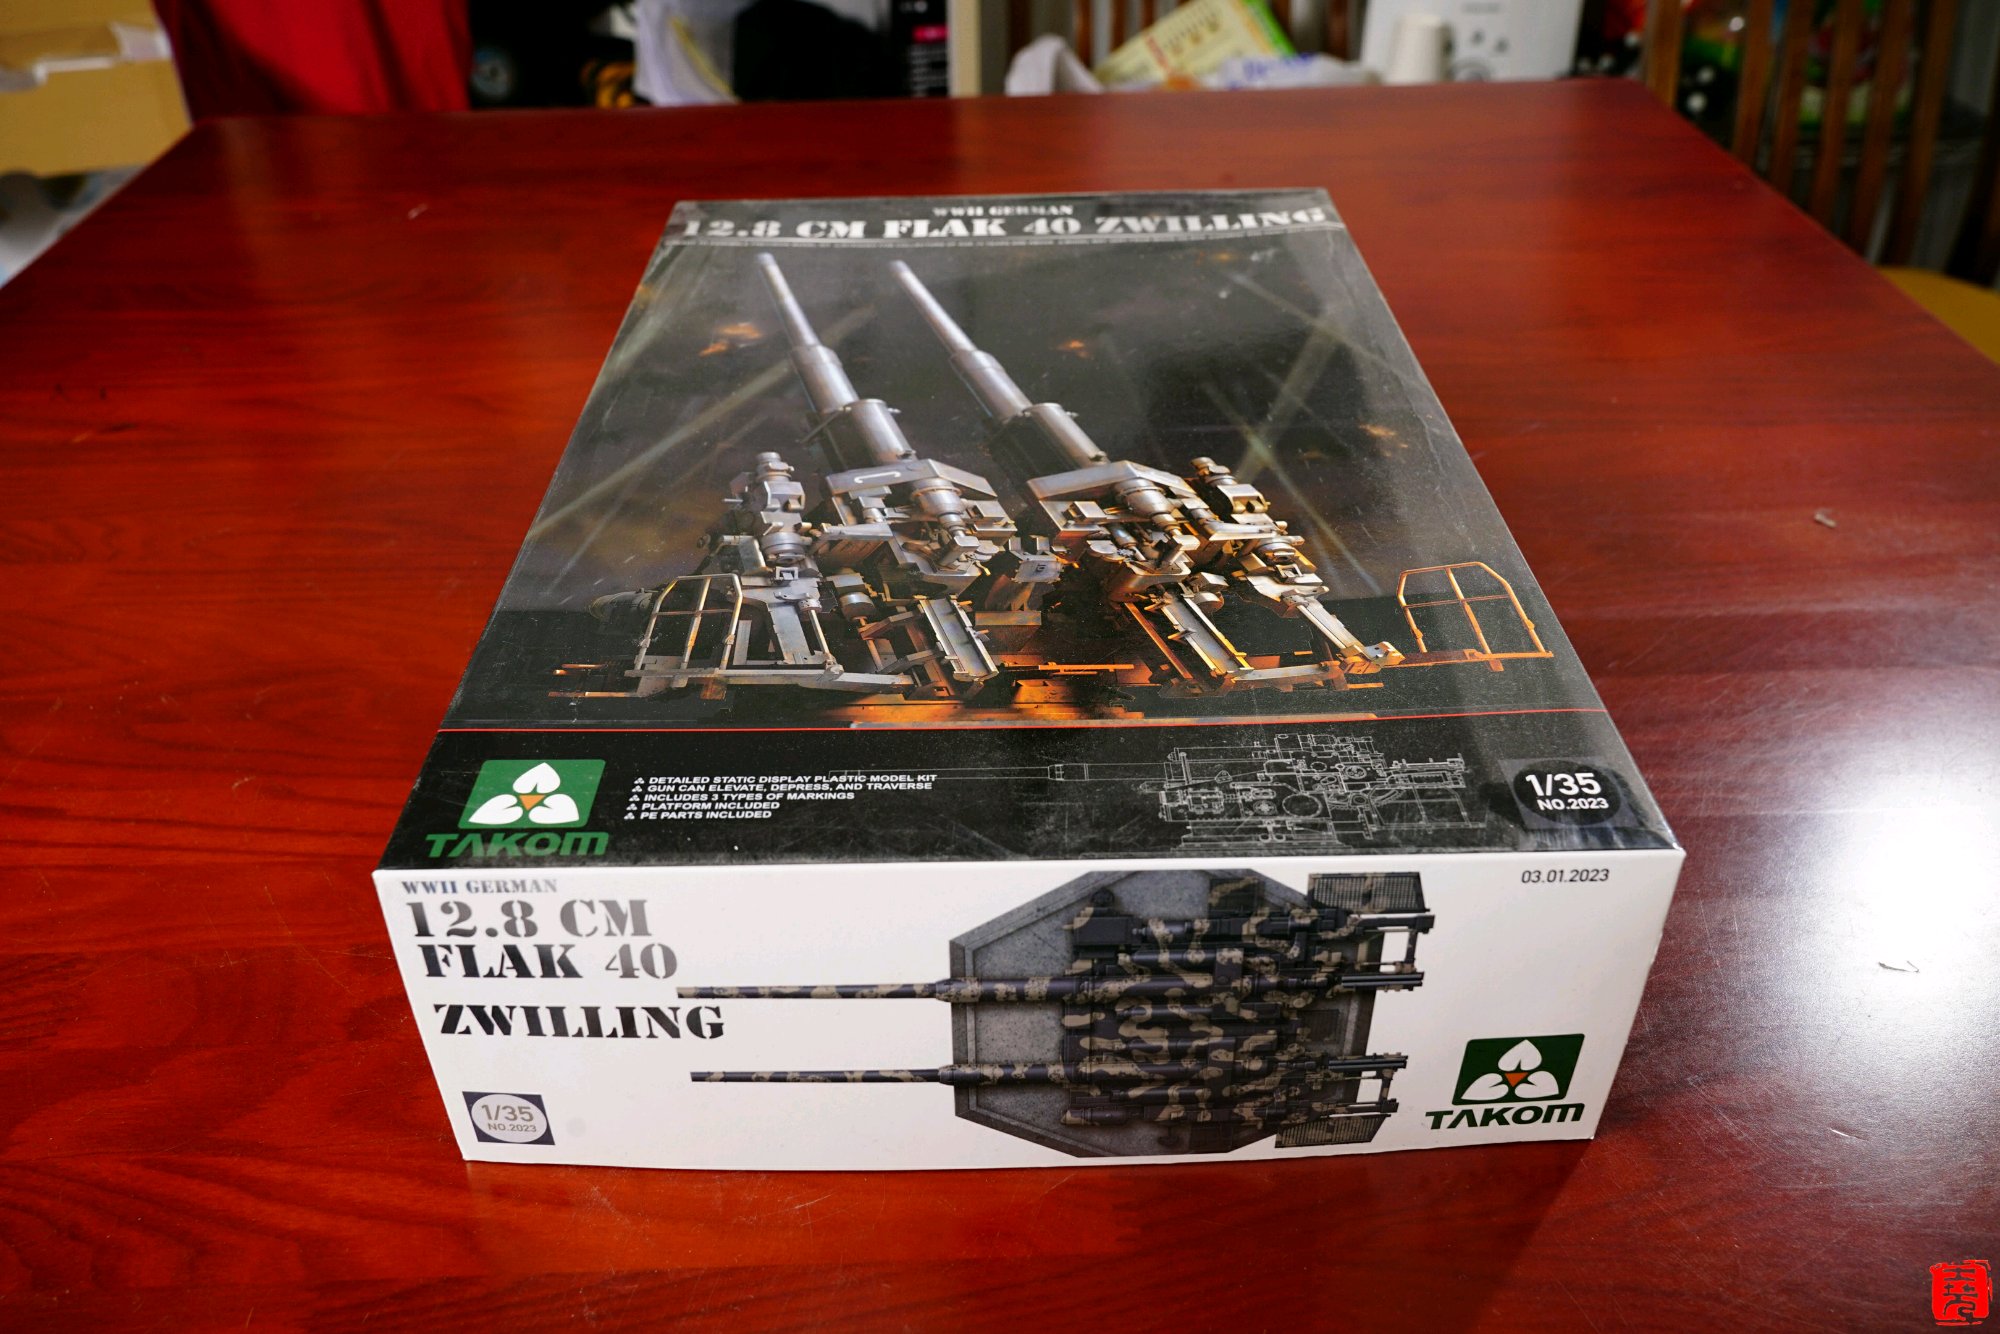 WWII GERMAN
12.8 CM FLAK 40 ZWILLING
TAKOM
DETAILED STATIC DISPLAY PLASTIC MODEL KIT
GUN CAN ELEVATE, DEPRESS, AND TRAVERSE
INCLUDES 3 TYPES OF MARKINGS
PLATFORM INCLUDED
PE PARTS INCLUDED
1/35
NO.2023
WWII GERMAN
12.8 CM
FLAK 40
ZWILLING
1/35
NO.2023
03.01.2023
TAKOM